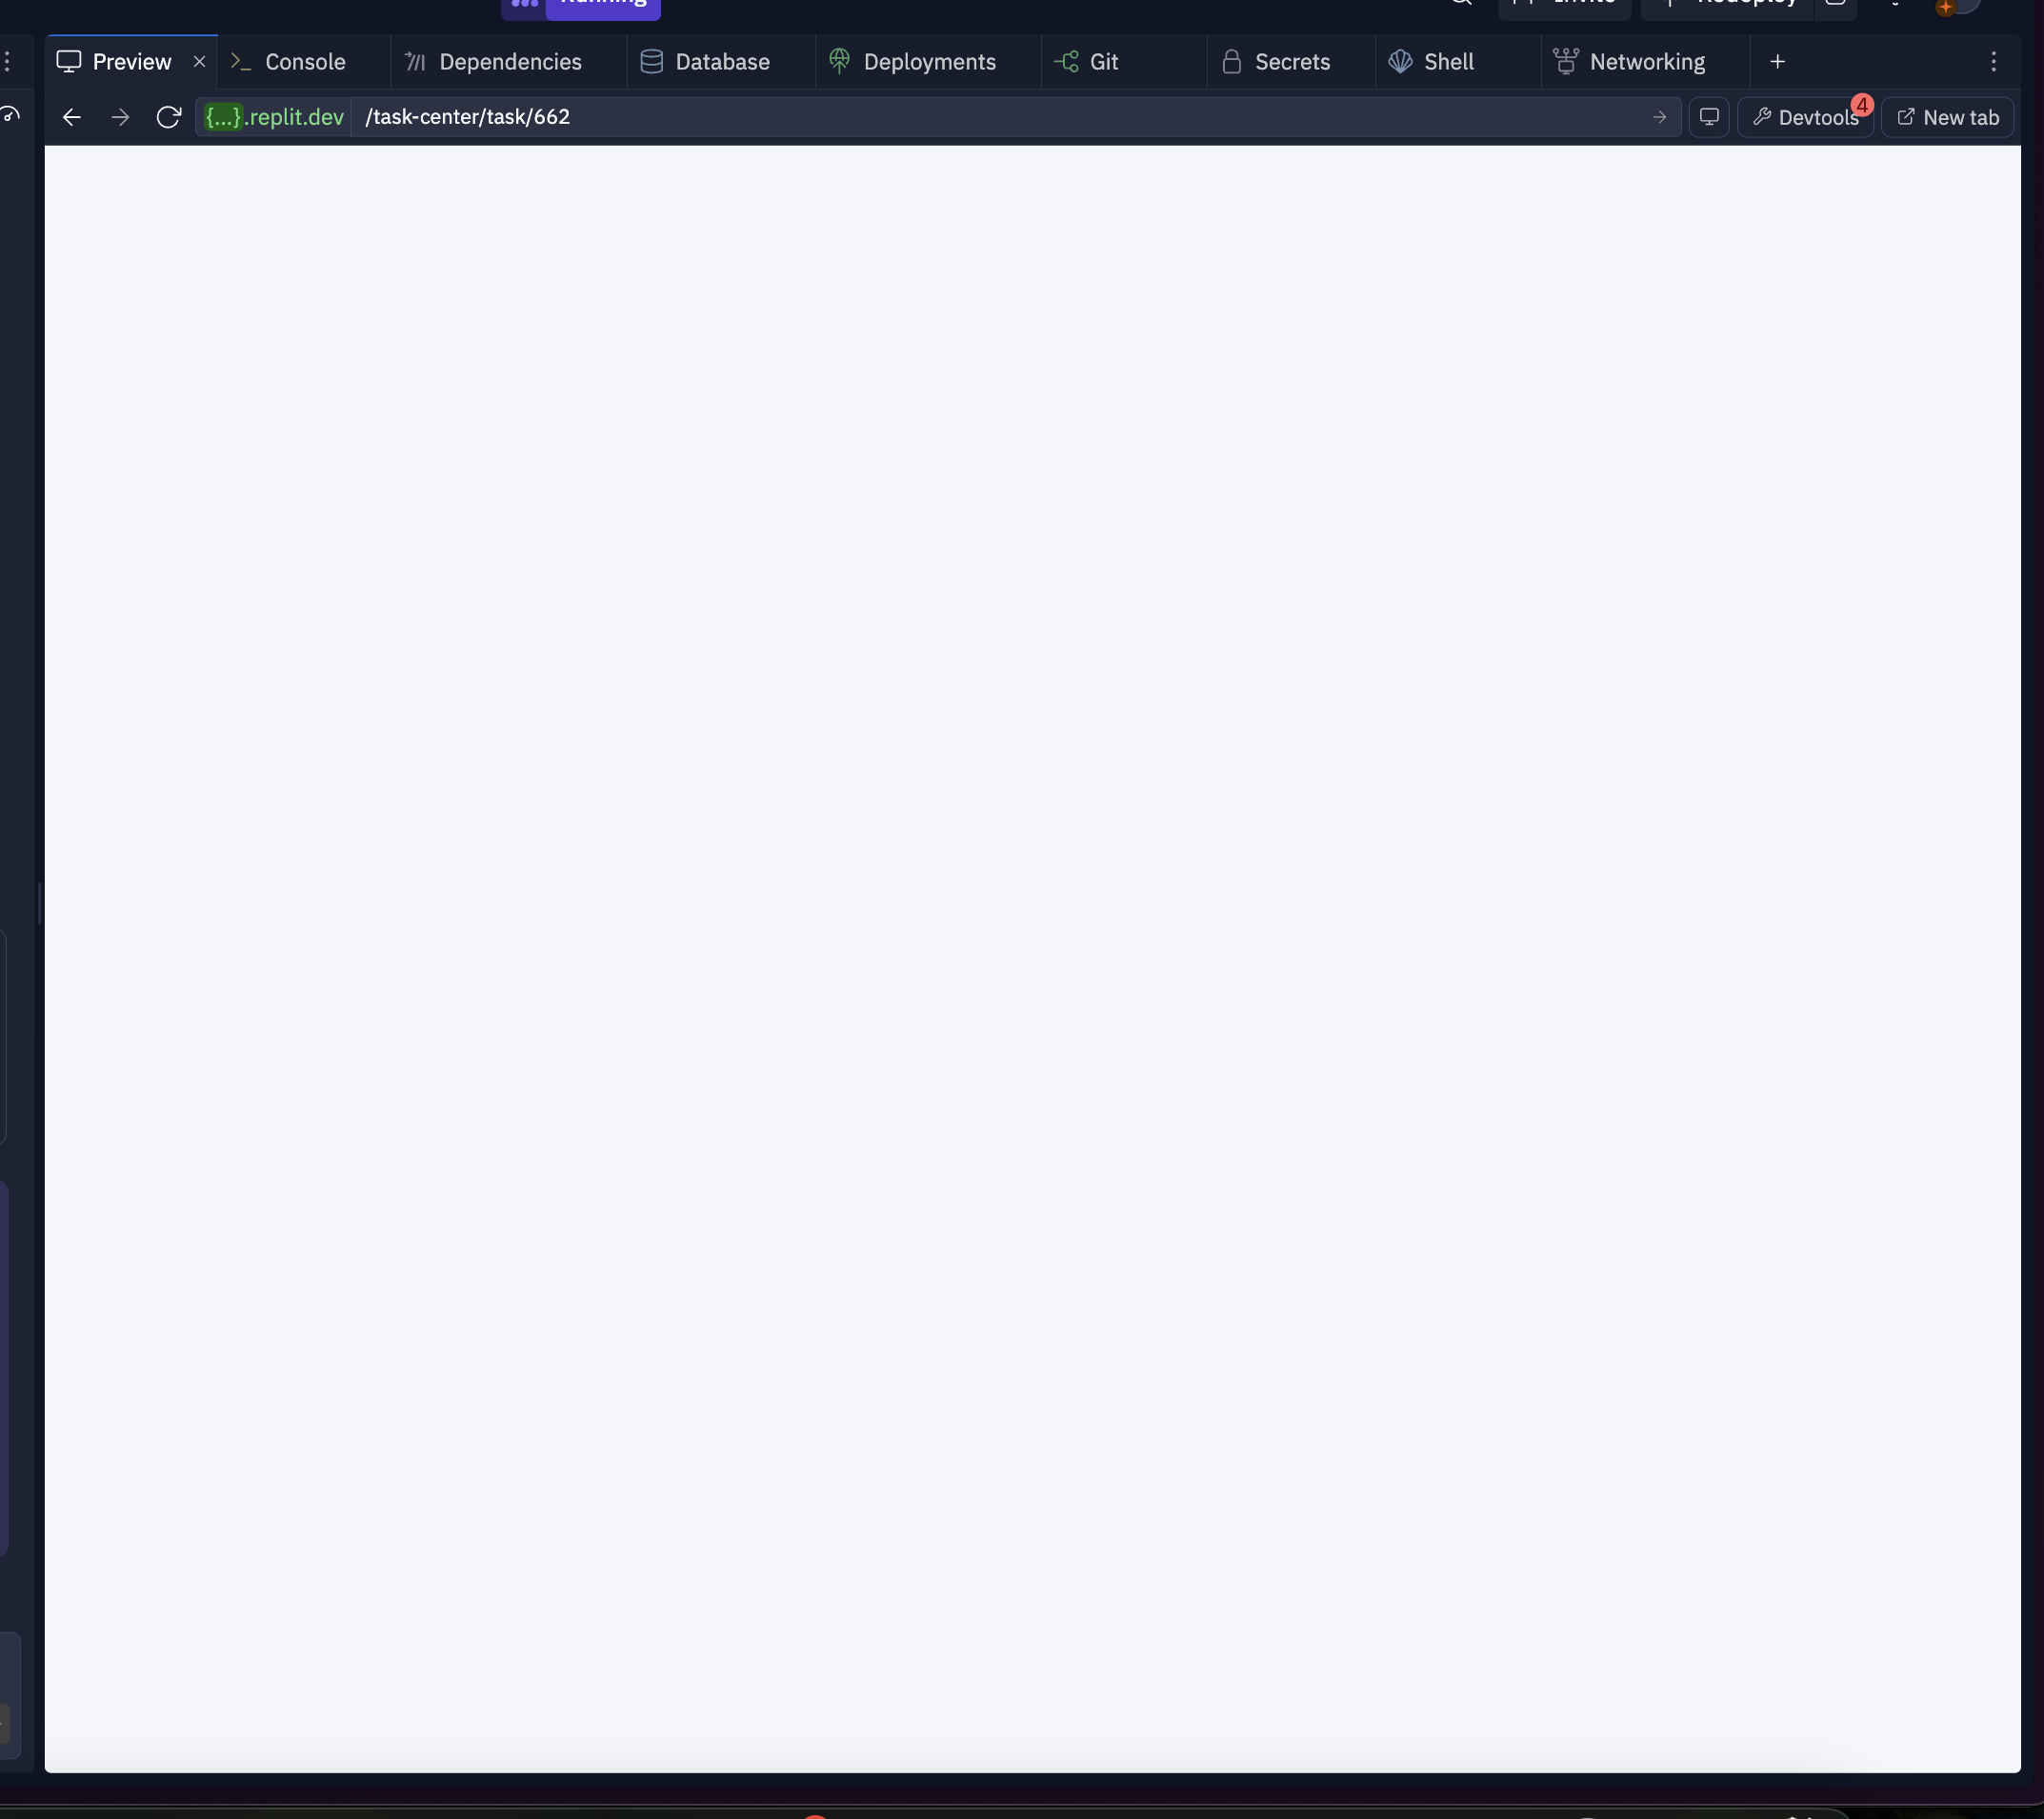 Running
Invite
Redeploy
Preview
Console
Dependencies
Database
Deployments
Git
Secrets
Shell
Networking
{...}.replit.dev
/task-center/task/662
Devtools
4
New tab